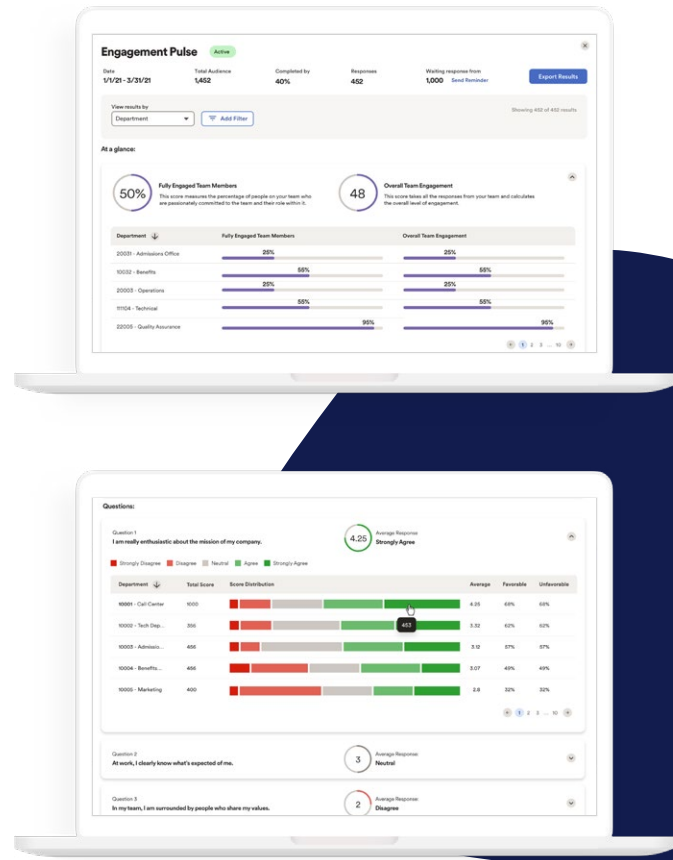 Engagement Pulse Active
Date Total Audience Completed by Responses Waiting response from
1/1/21 - 3/31/21 1,452 40% 452 1,000 Send Reminder Export Results
View results by
Department Add Filter
Showing 452 of 452 results
At a glance:
50%
Fully Engaged Team Members
This score measures the percentage of people on your team who
are passionately committed to the team and their role within it.
48
Overall Team Engagement
This score takes all the responses from your team and calculates
the overall level of engagement.
Department Fully Engaged Team Members Overall Team Engagement
20031 - Admissions Office 25% 25%
10032 - Benefits 55% 55%
20003 - Operations 25% 25%
11104 - Technical 55% 55%
22005 - Quality Assurance 95% 95%
1 2 3 ... 10
Questions:
Question 1
I am really enthusiastic about the mission of my company.
4.25
Average Response
Strongly Agree
Strongly Disagree Disagree Neutral Agree Strongly Agree
Department Total Score Score Distribution Average Favorable Unfavorable
10001 - Call Center 1000 4.25 68% 68%
453
10002 - Tech Dep... 356 3.32 62% 62%
10003 - Admissio... 456 3.12 57% 57%
10004 - Benefits... 456 3.07 49% 49%
10005 - Marketing 400 2.8 32% 32%
1 2 3 ... 10
Question 2
At work, I clearly know what's expected of me.
3
Average Response
Neutral
Question 3
In my team, I am surrounded by people who share my values.
2
Average Response
Disagree